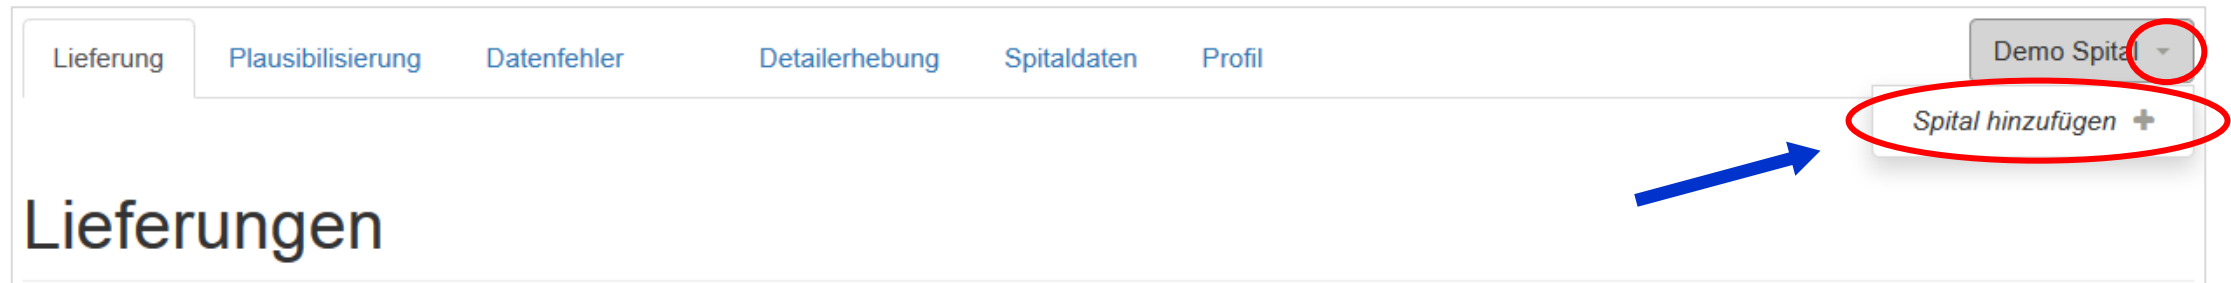 Lieferung Plausibilisierung Datenfehler Detailerhebung Spitaldaten Profil Demo Spital
Spital hinzufügen
Lieferungen